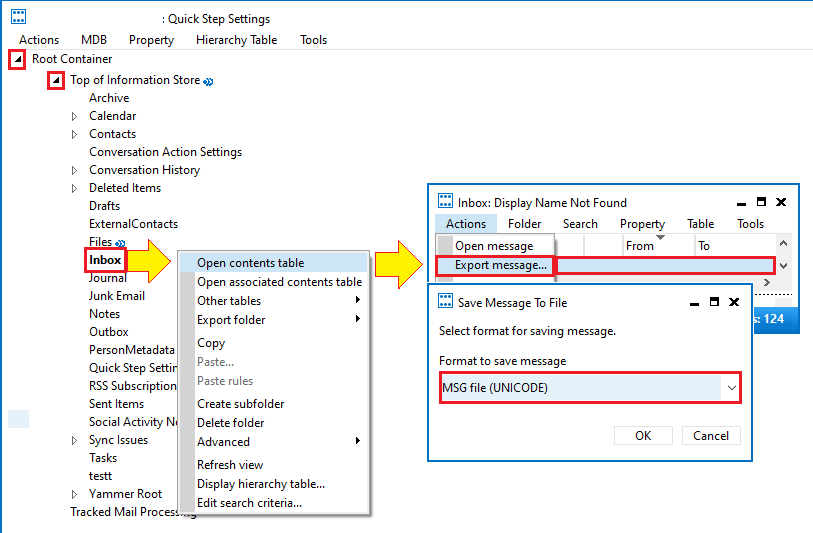 : Quick Step Settings
Actions MDB Property Hierarchy Table Tools
Root Container
Top of Information Store
Archive
Calendar
Contacts
Conversation Action Settings
Conversation History
Deleted Items
Drafts
ExternalContacts
Files
Inbox
Journal
Junk Email
Notes
Outbox
PersonMetadata
Quick Step Settin
RSS Subscription
Sent Items
Social Activity No
Sync Issues
Tasks
testt
Yammer Root
Tracked Mail Processing
Open contents table
Open associated contents table
Other tables
Export folder
Copy
Paste...
Paste rules
Create subfolder
Delete folder
Advanced
Refresh view
Display hierarchy table...
Edit search criteria...
Inbox: Display Name Not Found
Actions Folder Search Property Table Tools
Open message
From To
Export message...
s: 124
Save Message To File
Select format for saving message.
Format to save message
MSG file (UNICODE)
OK Cancel